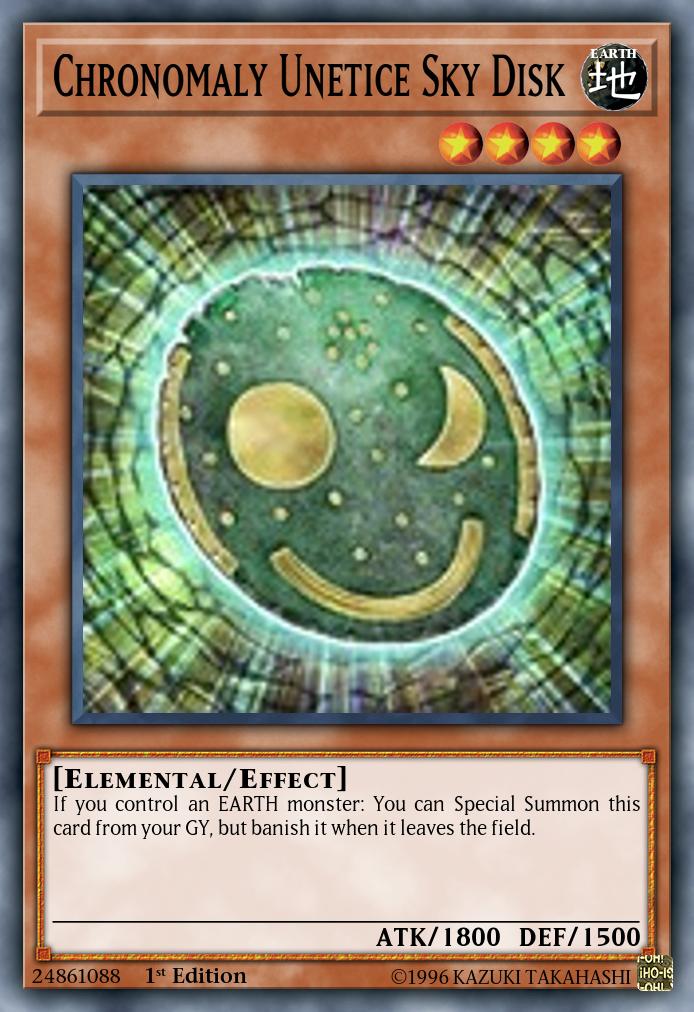 CHRONOMALY UNETICE SKY DISK
EARTH
地
[ELEMENTAL/EFFECT]
If you control an EARTH monster: You can Special Summon this
card from your GY, but banish it when it leaves the field.
ATK/1800 DEF/1500
24861088 1st Edition ©1996 KAZUKI TAKAHASHI